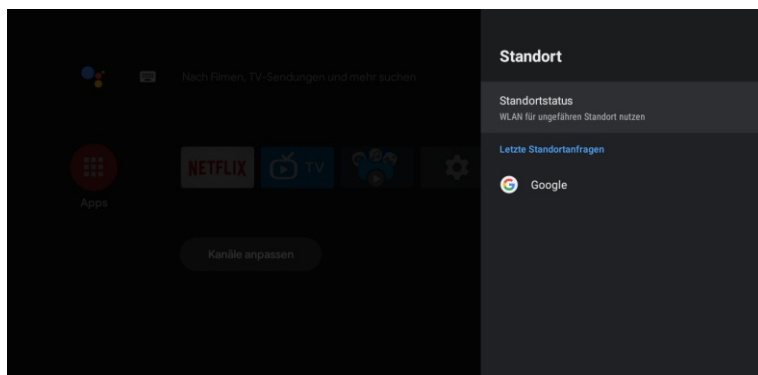 Standort
Nach Filmen, TV-Sendungen und mehr suchen
Standortstatus
WLAN für ungefähren Standort nutzen
Letzte Standortanfragen
NETFLIX
TV
Google
Apps
Kanäle anpassen